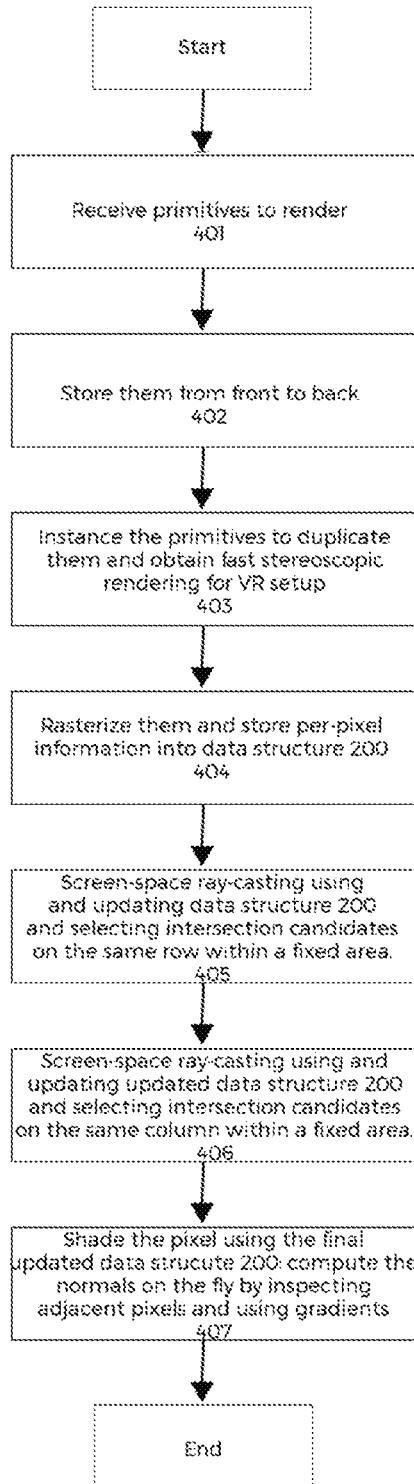 Start
Receive primitives to render
401
Store them from front to back
402
Instance the primitives to duplicate
them and obtain fast stereoscopic
rendering for VR setup
403
Rasterize them and store per-pixel
information into data structure 200
404
Screen-space ray-casting using
and updating data structure 200
and selecting intersection candidates
on the same row within a fixed area.
405
Screen-space ray-casting using and
updating updated data structure 200
and selecting intersection candidates
on the same column within a fixed area.
406
Shade the pixel using the final
updated data strucute 200: compute the
normals on the fly by inspecting
adjacent pixels and using gradients
407
End